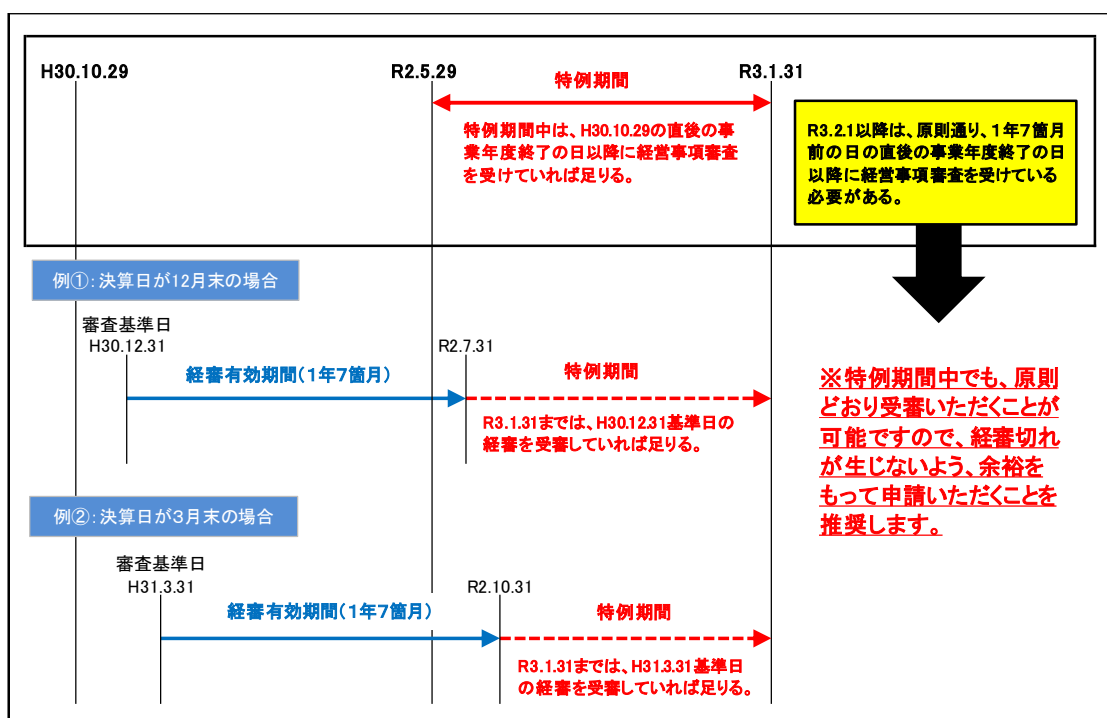 H30.10.29
R2.5.29
特例期間
R3.1.31
特例期間中は、H30.10.29の直後の事
業年度終了の日以降に経営事項審査
を受けていれば足りる。
R3.2.1以降は、原則通り、1年7箇月
前の日の直後の事業年度終了の日
以降に経営事項審査を受けている
必要がある。
例①:決算日が12月末の場合
審査基準日
H30.12.31
経審有効期間(1年7箇月)
R2.7.31
特例期間
R3.1.31までは、H30.12.31基準日の
経審を受審していれば足りる。
※特例期間中でも、原則
どおり受審いただくことが
可能ですので、経審切れ
が生じないよう、余裕を
もって申請いただくことを
推奨します。
例②:決算日が3月末の場合
審査基準日
H31.3.31
経審有効期間(1年7箇月)
R2.10.31
特例期間
R3.1.31までは、H31.3.31基準日
の経審を受審していれば足りる。